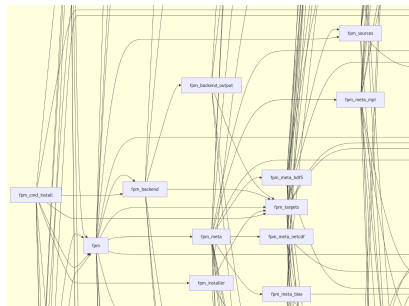 fpm_sources
fpm_backend_output
fpm_meta_mpi
fpm_meta_hdf5
fpm_cmd_install
fpm_backend
fpm_targets
fpm
fpm_meta
fpm_meta_netcdf
fpm_installer
fpm_meta_blas